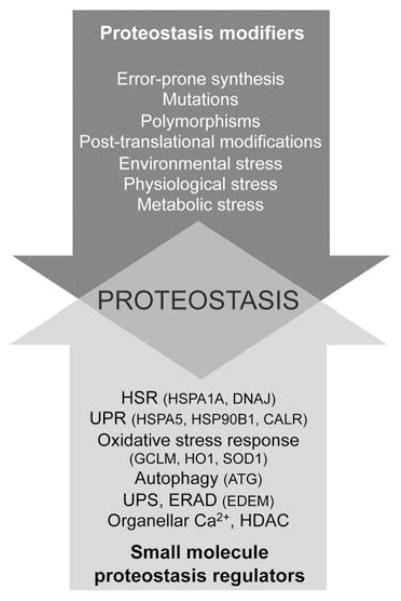 Proteostasis modifiers
Error-prone synthesis
Mutations
Polymorphisms
Post-translational modifications
Environmental stress
Physiological stress
Metabolic stress
PROTEOSTASIS
HSR (HSPA1A, DNAJ)
UPR (HSPA5, HSP90B1, CALR)
Oxidative stress response
(GCLM, HO1, SOD1)
Autophagy (ATG)
UPS, ERAD (EDEM)
Organellar Ca²⁺, HDAC
Small molecule
proteostasis regulators